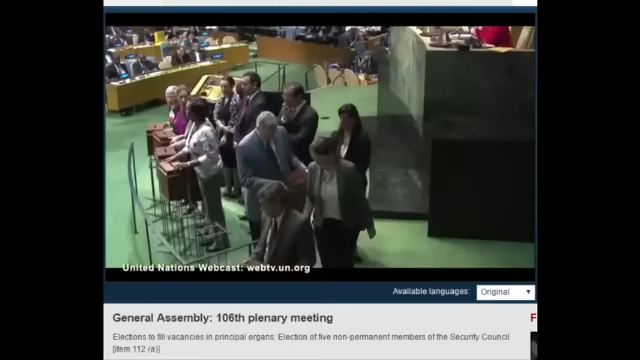 United Nations Webcast: webtv.un.org
Available languages: Original
General Assembly: 106th plenary meeting
Elections to fill vacancies in principal organs: Election of five non-permanent members of the Security Council
[item 112 (a)]